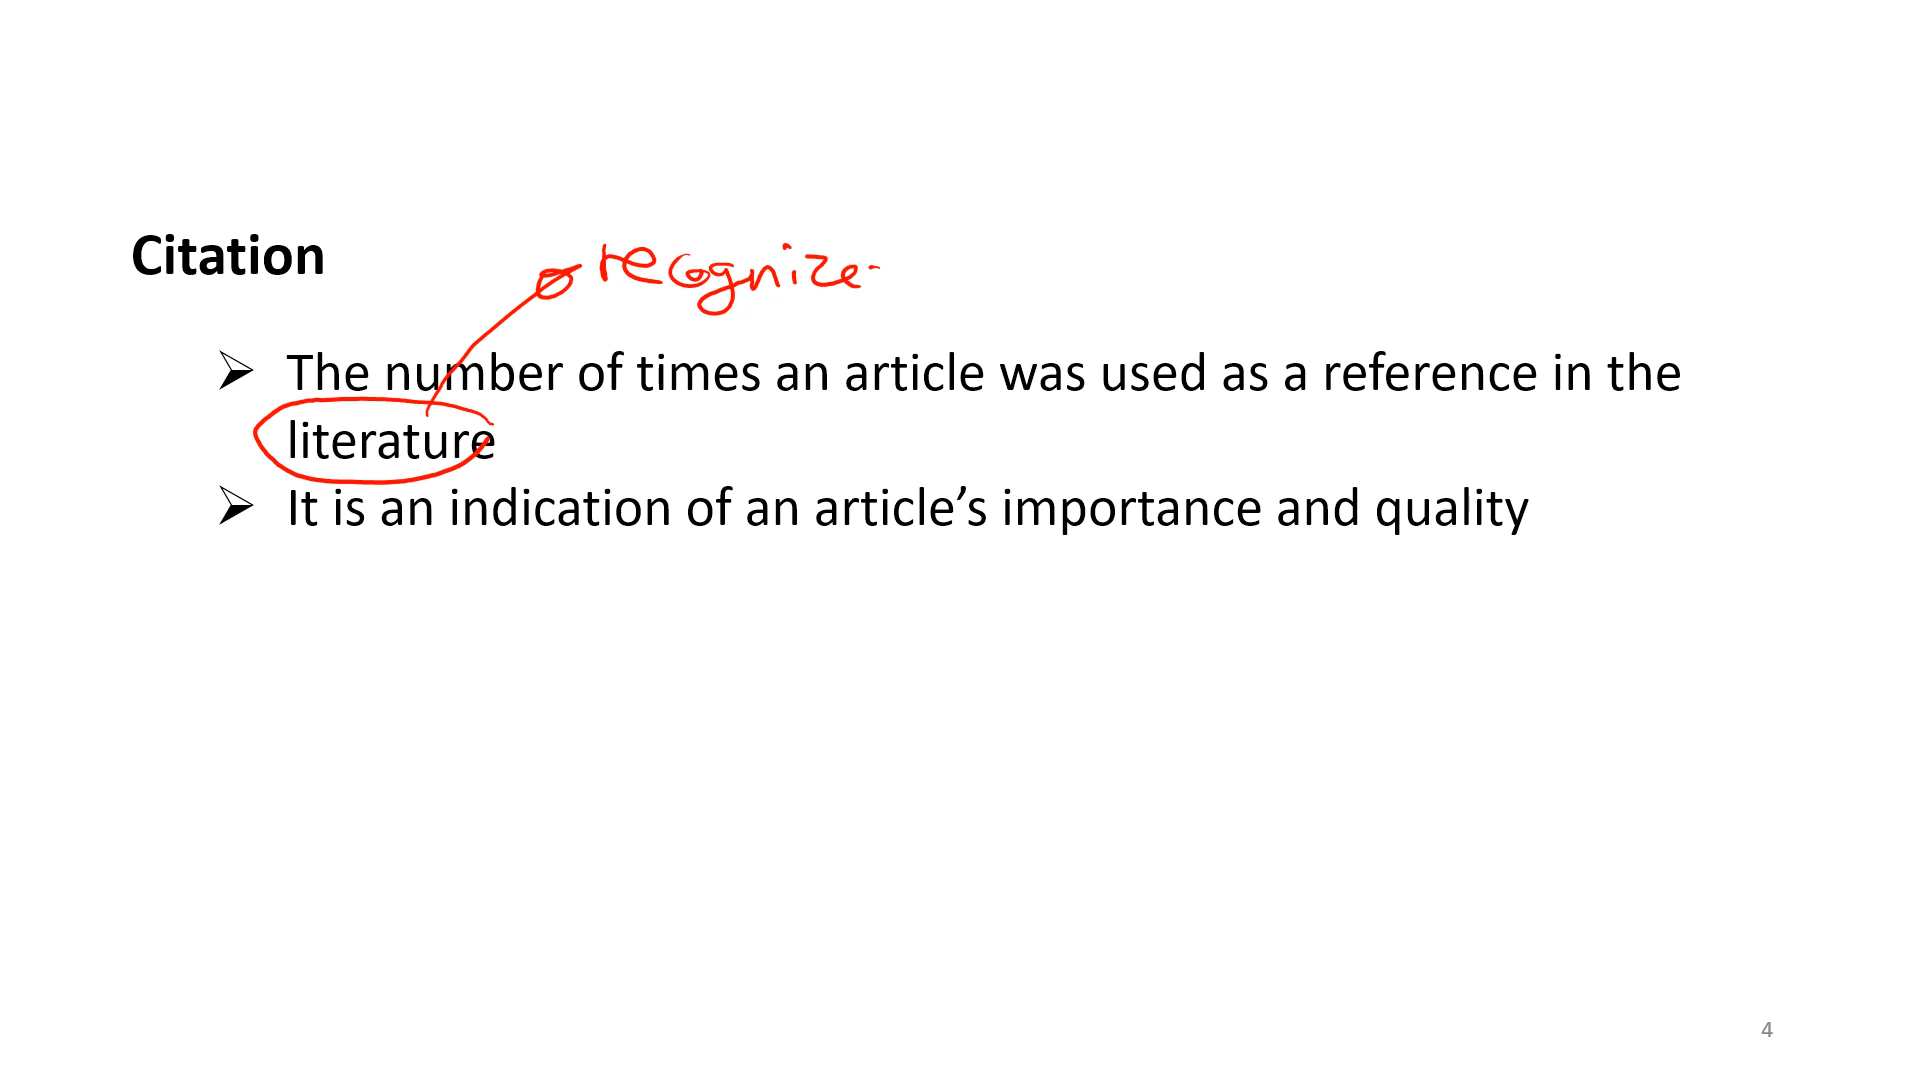 Citation
recognize
➢ The number of times an article was used as a reference in the
literature
➢ It is an indication of an article’s importance and quality
4